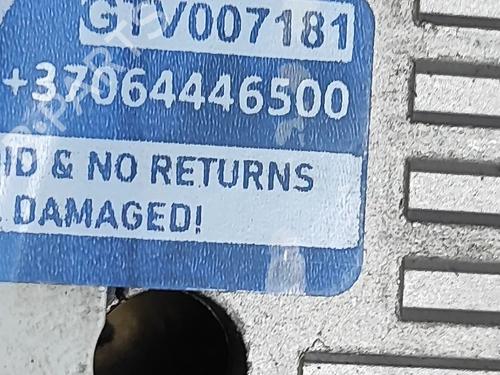 GTV007181
+37064446500
ID & NO RETURNS
DAMAGED!